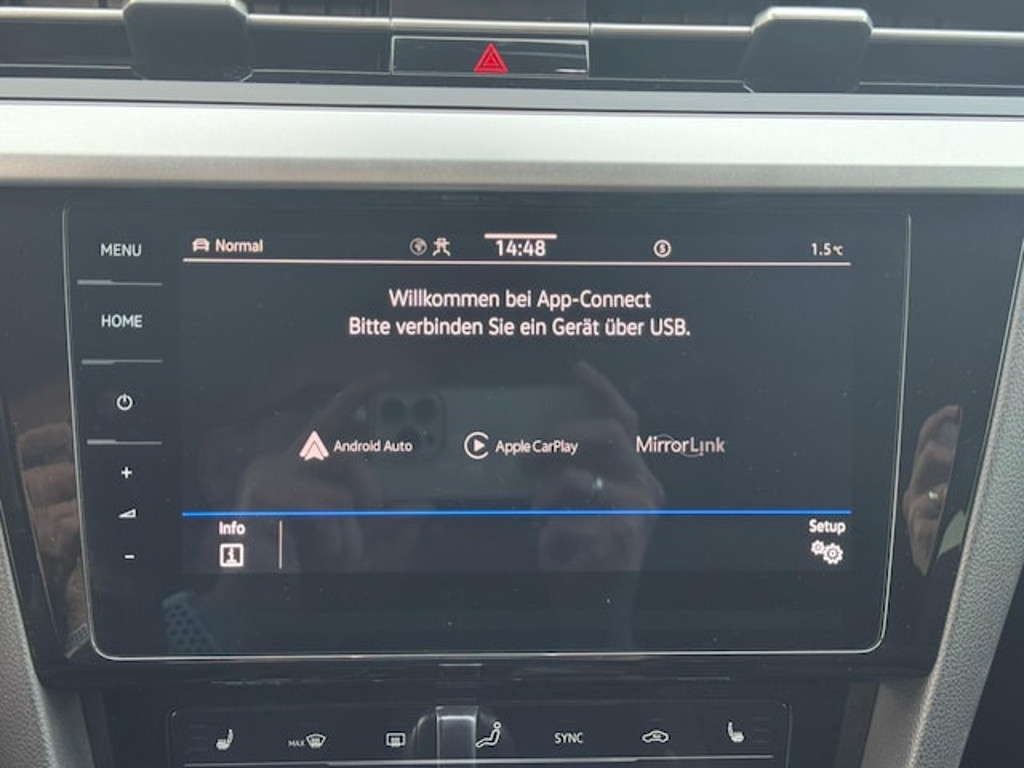 MENU
Normal
14:48
1.5°C
Willkommen bei App-Connect
HOME
Bitte verbinden Sie ein Gerät über USB.
Android Auto
Apple CarPlay
MirrorLink
+
-
Info
Setup
MAX
SYNC